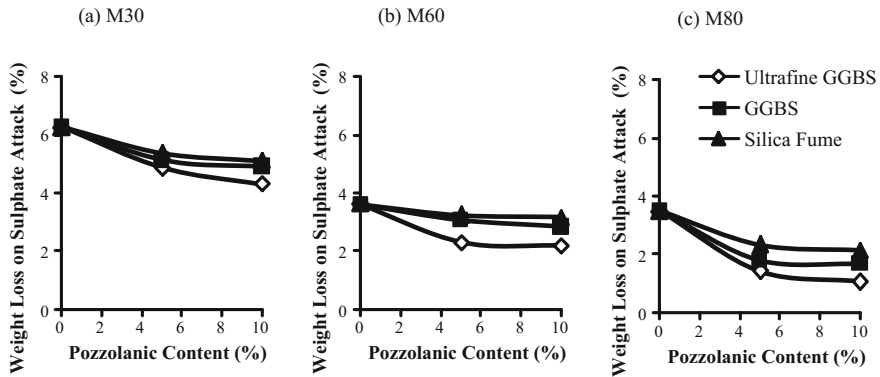 (a) M30
(b) M60
(c) M80
Weight Loss on Sulphate Attack (%)
8
6
4
2
0
0 2 4 6 8 10
Pozzolanic Content (%)
Weight Loss on Sulphate Attack (%)
8
6
4
2
0
0 2 4 6 8 10
Pozzolanic Content (%)
Weight Loss on Sulphate Attack (%)
8
6
4
2
0
0 2 4 6 8 10
Pozzolanic Content (%)
Ultrafine GGBS
GGBS
Silica Fume